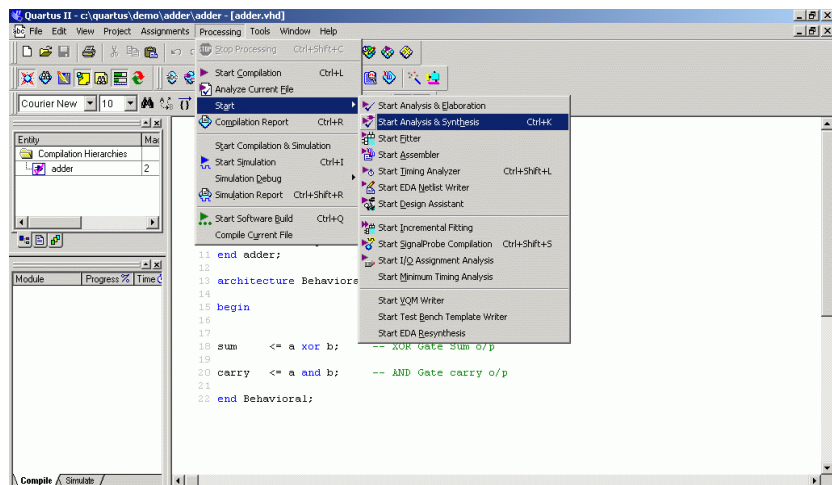 Quartus II - c:\quartus\demo\adder\adder - [adder.vhd]
File Edit View Project Assignments Processing Tools Window Help
Stop Processing Ctrl+Shift+C
Start Compilation Ctrl+L
Analyze Current File
Courier New 10
Start
Start Analysis & Elaboration
Compilation Report Ctrl+R
Start Analysis & Synthesis Ctrl+K
Start Fitter
Entity
Start Compilation & Simulation
Start Assembler
Compilation Hierarchies
Start Simulation Ctrl+I
Start Timing Analyzer Ctrl+Shift+L
adder 2
Simulation Debug
Start EDA Netlist Writer
Simulation Report Ctrl+Shift+R
Start Design Assistant
Start Software Build Ctrl+Q
Start Incremental Fitting
Compile Current File
Start SignalProbe Compilation Ctrl+Shift+S
11 end adder;
Start I/O Assignment Analysis
12
Module Progress % Time
13 architecture Behaviora
Start Minimum Timing Analysis
14
15 begin
Start VQM Writer
16
Start Test Bench Template Writer
17
Start EDA Resynthesis
18 sum <= a xor b; -- XOR Gate Sum o/p
19
20 carry <= a and b; -- AND Gate carry o/p
21
22 end Behavioral;
Compile Simulate